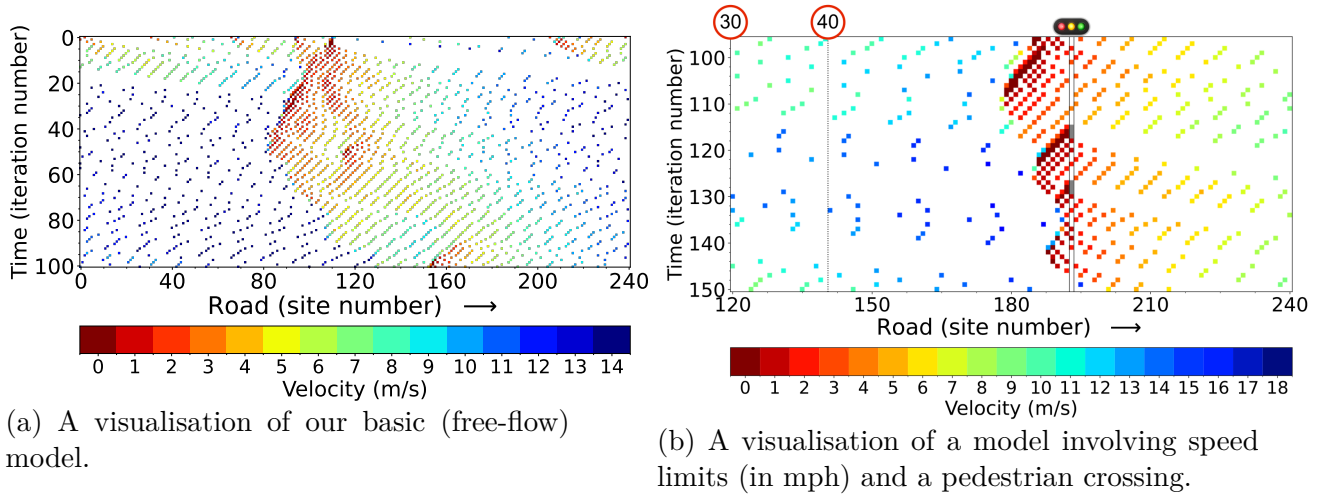 Time (iteration number)
0
20
40
60
80
100
0 40 80 120 160 200 240
Road (site number) ⟶
0 1 2 3 4 5 6 7 8 9 10 11 12 13 14
Velocity (m/s)
(a) A visualisation of our basic (free-flow)
model.
30 40
Time (iteration number)
100
110
120
130
140
150
120 150 180 210 240
Road (site number) ⟶
0 1 2 3 4 5 6 7 8 9 10 11 12 13 14 15 16 17 18
Velocity (m/s)
(b) A visualisation of a model involving speed
limits (in mph) and a pedestrian crossing.